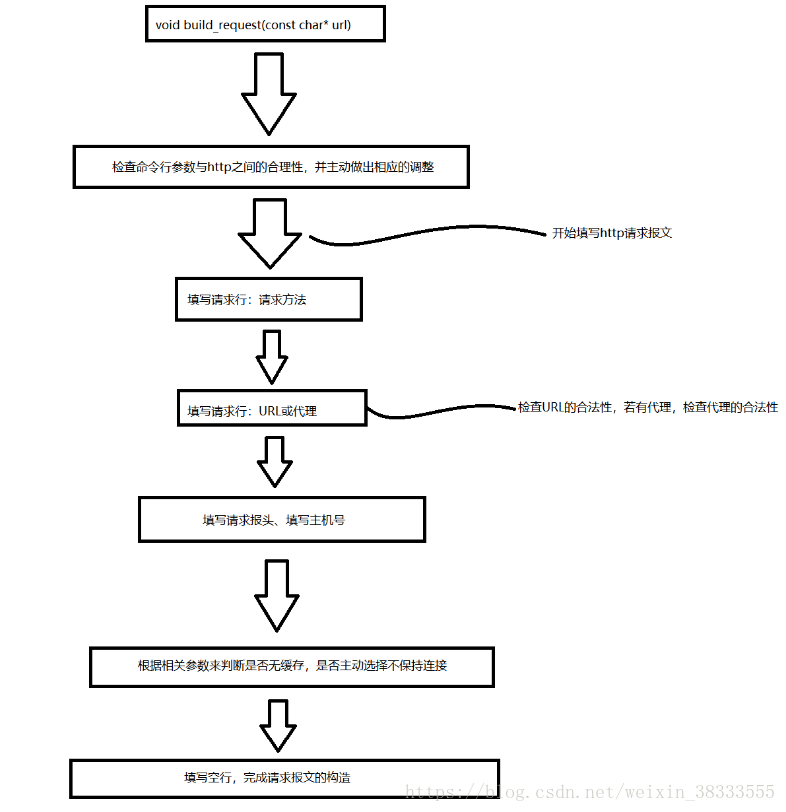 void build_request(const char* url)
检查命令行参数与http之间的合理性，并主动做出相应的调整
开始填写http请求报文
填写请求行：请求方法
填写请求行：URL或代理
检查URL的合法性，若有代理，检查代理的合法性
填写请求报头、填写主机号
根据相关参数来判断是否无缓存，是否主动选择不保持连接
填写空行，完成请求报文的构造
https://blog.csdn.net/weixin_38333555